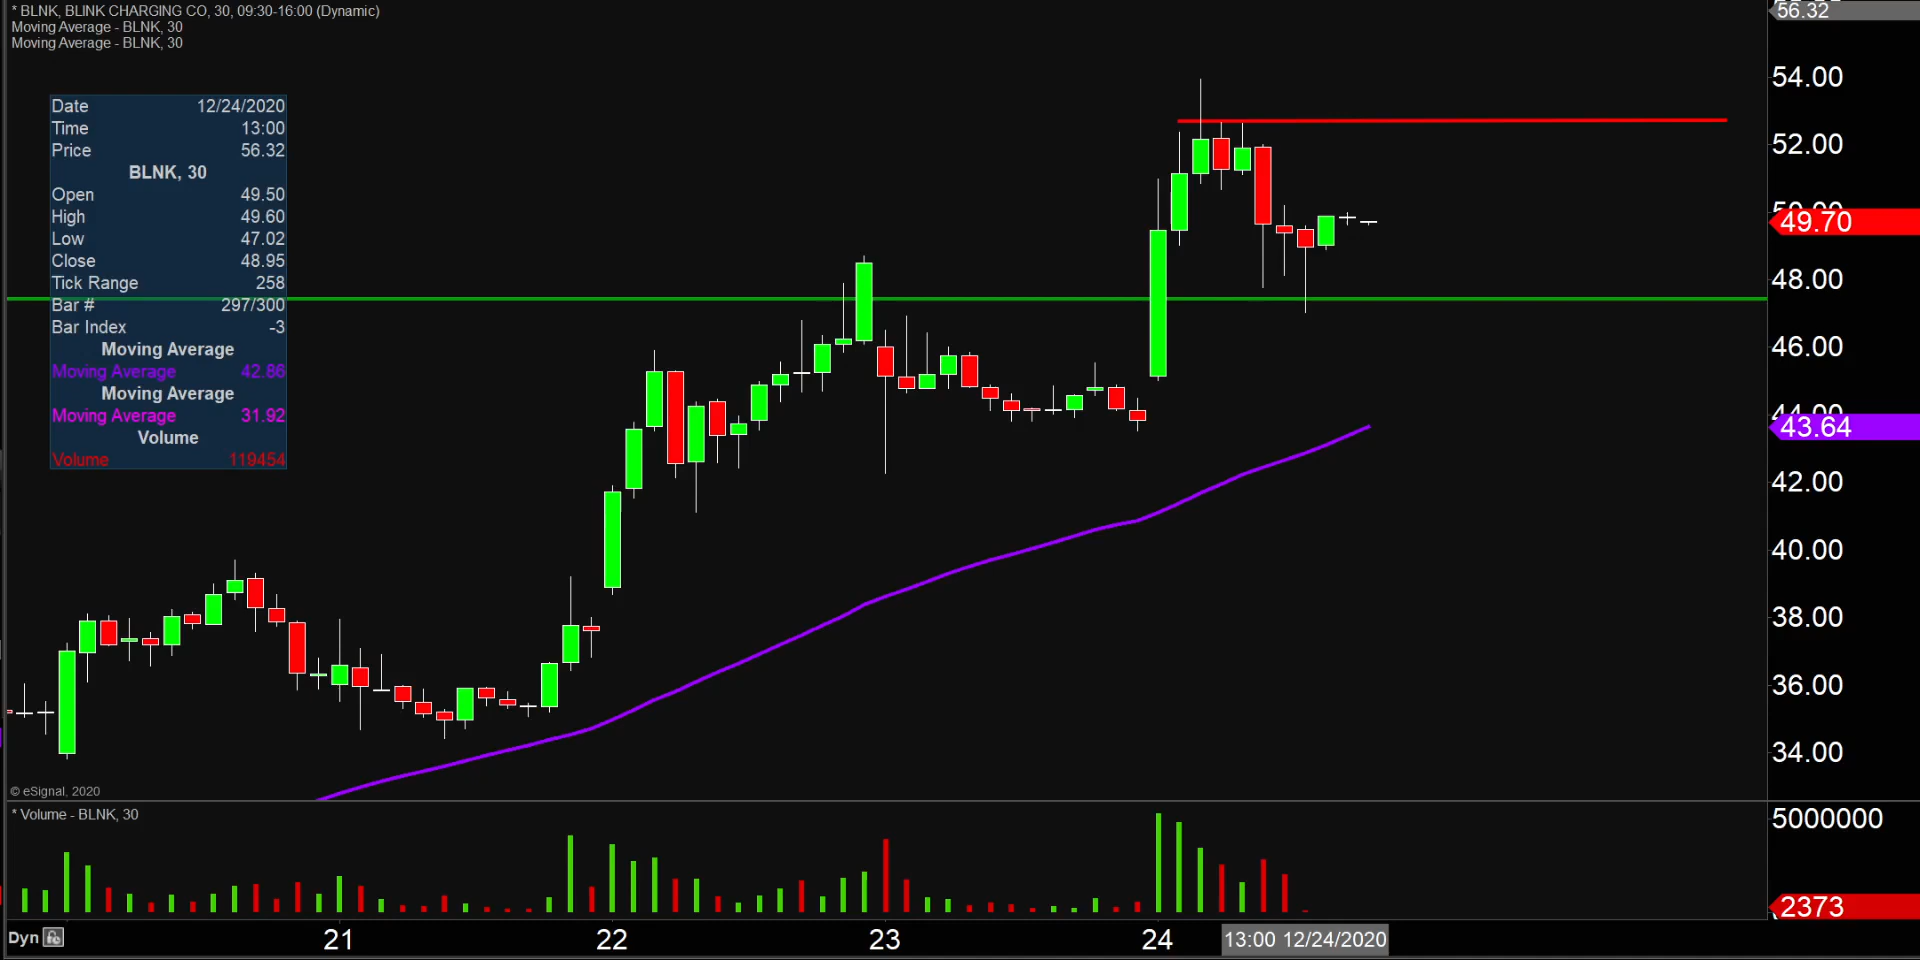 * BLNK, BLINK CHARGING CO, 30, 09:30-16:00 (Dynamic)
Moving Average - BLNK, 30
Moving Average - BLNK, 30
Date 12/24/2020
Time 13:00
Price 56.32
BLNK, 30
Open 49.50
High 49.60
Low 47.02
Close 48.95
Tick Range 258
Bar # 297/300
Bar Index -3
Moving Average
Moving Average 42.86
Moving Average
Moving Average 31.92
Volume
Volume 119454
56.32
54.00
52.00
49.70
48.00
46.00
44.00
43.64
42.00
40.00
38.00
36.00
34.00
© eSignal, 2020
* Volume - BLNK, 30
5000000
2373
Dyn
21
22
23
24
13:00 12/24/2020